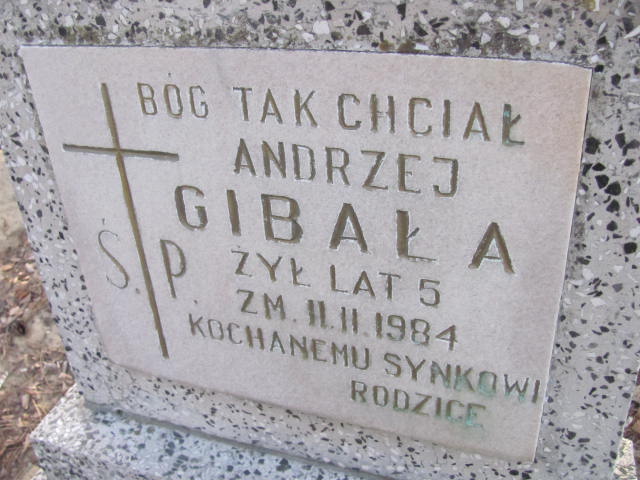 BÓG TAK CHCIAŁ
ANDRZEJ
GIBAŁA
Ś.P.
ŻYŁ LAT 5
ZM. 11.11.1984
KOCHANEMU SYNKOWI
RODZICE